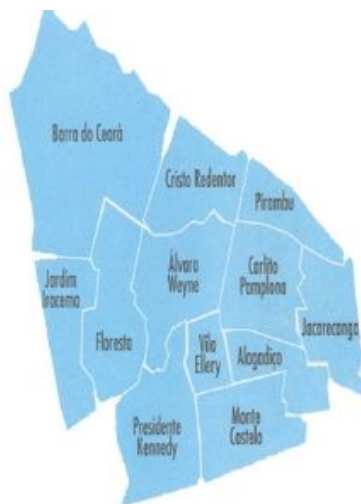 Barra do Ceará
Cristo Redentor
Pirambu
Jardim
Iracema
Floresta
Álvaro
Weyne
Carlito
Pamplona
Jacarecanga
Vila
Ellery
Alagadiço
Presidente
Kennedy
Monte
Castelo